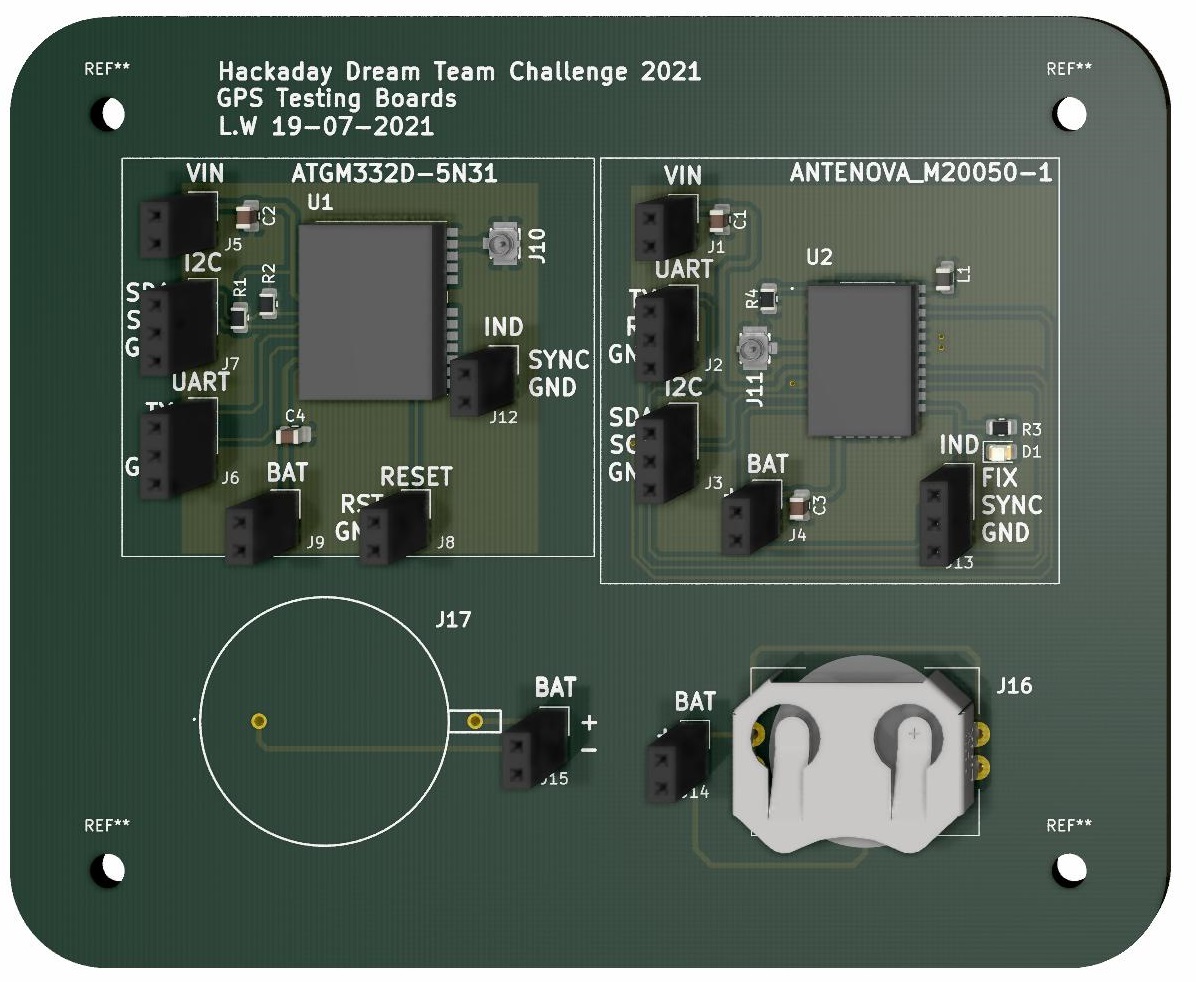 REF**
REF**
Hackaday Dream Team Challenge 2021
GPS Testing Boards
L.W 19-07-2021
VIN
ATGM332D-5N31
U1
C2
J5
J10
I2C
R1
R2
J7
IND
SYNC
GND
J12
UART
C4
J6
BAT
J9
RESET
J8
VIN
ANTENOVA_M20050-1
C1
J1
U2
UART
R4
L1
J2
J11
I2C
J3
BAT
C3
J4
R3
D1
IND
FIX
SYNC
GND
J13
J17
BAT
+
-
J15
BAT
J14
J16
+
REF**
REF**